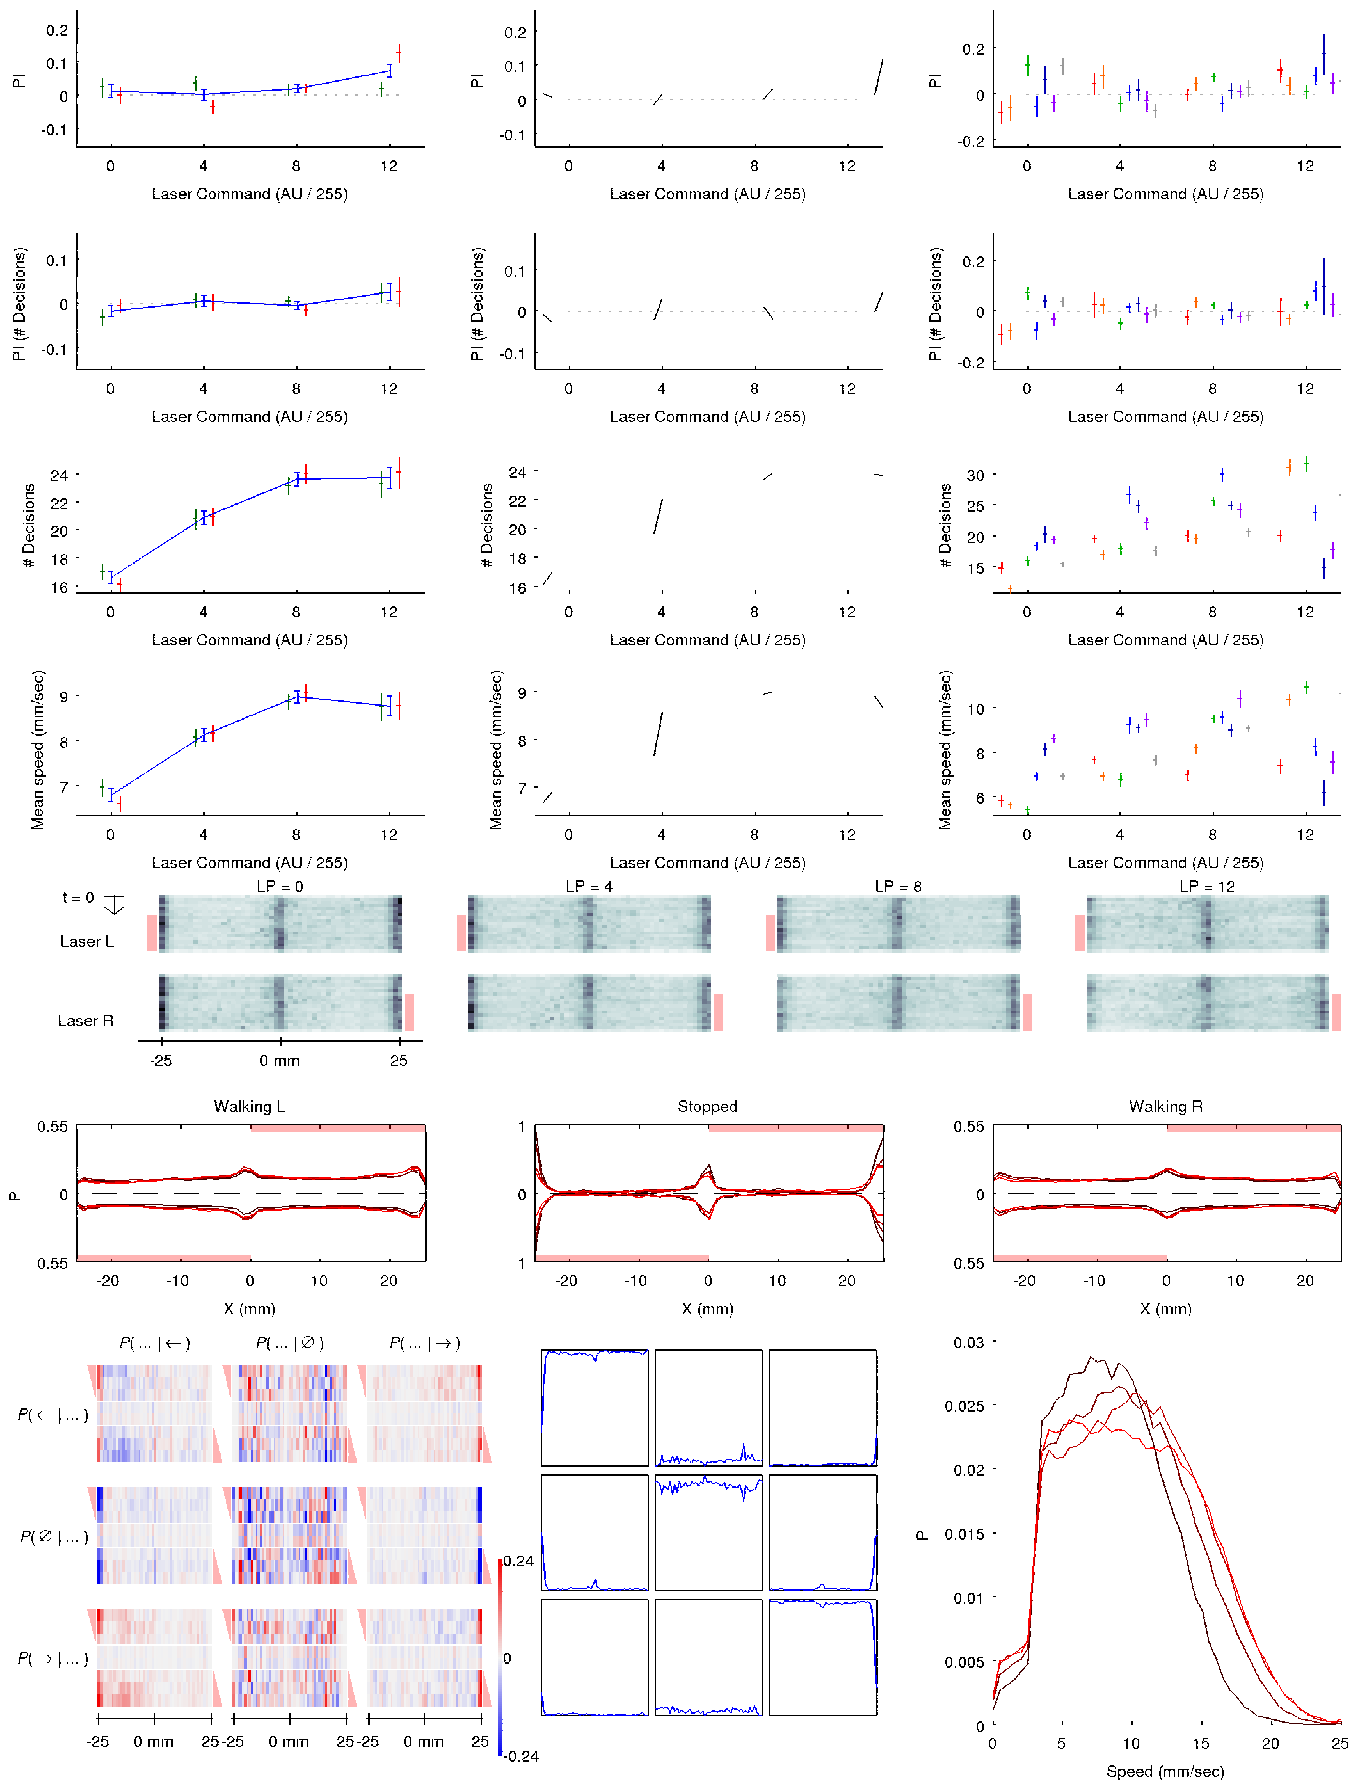 PI
0.2
0.1
0
-0.1
0 4 8 12
Laser Command (AU / 255)
PI
0.2
0.1
0
-0.1
0 4 8 12
Laser Command (AU / 255)
PI
0.2
0
-0.2
0 4 8 12
Laser Command (AU / 255)
PI (# Decisions)
0.1
0
-0.1
0 4 8 12
Laser Command (AU / 255)
PI (# Decisions)
0.1
0
-0.1
0 4 8 12
Laser Command (AU / 255)
PI (# Decisions)
0.2
0
-0.2
0 4 8 12
Laser Command (AU / 255)
# Decisions
24
22
20
18
16
0 4 8 12
Laser Command (AU / 255)
# Decisions
24
22
20
18
16
0 4 8 12
Laser Command (AU / 255)
# Decisions
30
25
20
15
0 4 8 12
Laser Command (AU / 255)
Mean speed (mm/sec)
9
8
7
0 4 8 12
Laser Command (AU / 255)
Mean speed (mm/sec)
9
8
7
0 4 8 12
Laser Command (AU / 255)
Mean speed (mm/sec)
10
8
6
0 4 8 12
Laser Command (AU / 255)
LP = 0 LP = 4 LP = 8 LP = 12
t = 0
Laser L
Laser R
-25 0 mm 25
Walking L
0.55
P
0
0.55
-20 -10 0 10 20
X (mm)
Stopped
1
0
1
-20 -10 0 10 20
X (mm)
Walking R
0.55
0
0.55
-20 -10 0 10 20
X (mm)
P( ... | ←) P( ... | ∅) P( ... | →)
P(← | ... )
P(∅ | ... )
P(→ | ... )
-25 0 mm 25 -25 0 mm 25 -25 0 mm 25
0.24
0
-0.24
0.03
0.025
0.02
0.015
0.01
0.005
0
P
0 5 10 15 20 25
Speed (mm/sec)